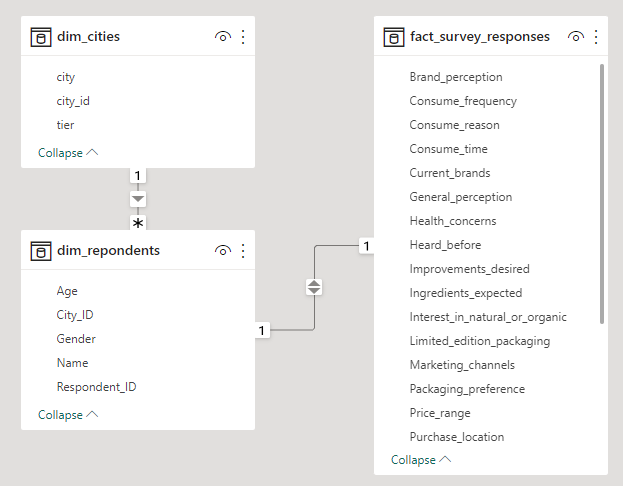 dim_cities
city
city_id
tier
Collapse
1
*
dim_repondents
Age
City_ID
Gender
Name
Respondent_ID
Collapse
1
1
fact_survey_responses
Brand_perception
Consume_frequency
Consume_reason
Consume_time
Current_brands
General_perception
Health_concerns
Heard_before
Improvements_desired
Ingredients_expected
Interest_in_natural_or_organic
Limited_edition_packaging
Marketing_channels
Packaging_preference
Price_range
Purchase_location
Collapse